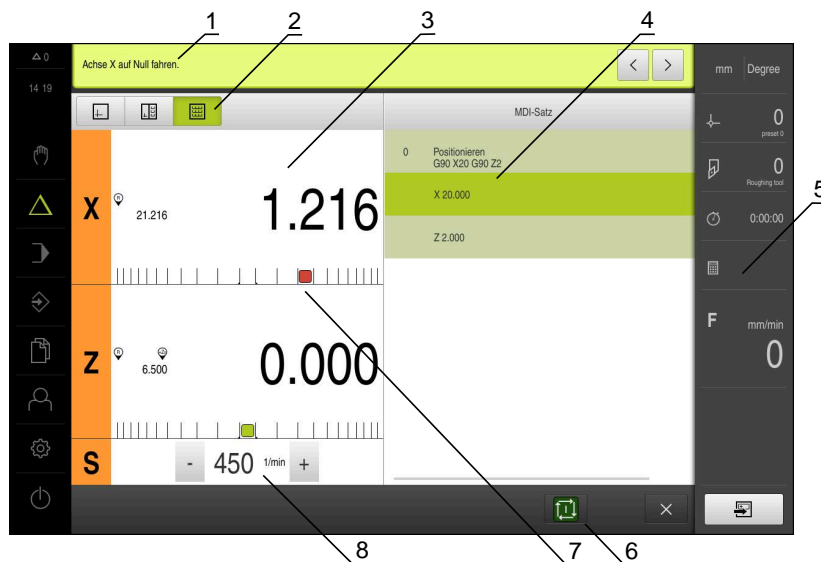 1
2
3
4
0
14 19
Achse X auf Null fahren.
< >
mm Degree
MDI-Satz
0
preset 0
0
Roughing tool
0:00:00
5
F mm/min
0
X
R
21.216
1.216
0 Positionieren
G90 X20 G90 Z2
X 20.000
Z 2.000
Z
R
6.500
0.000
S
- 450 1/min +
8
7
6